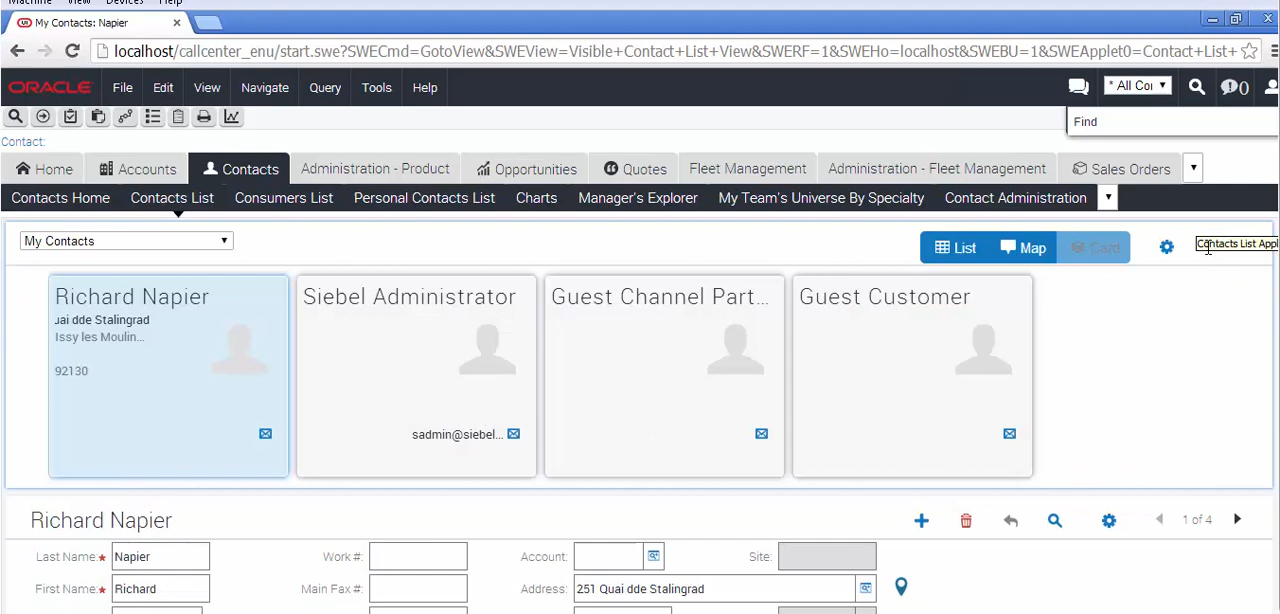 Machine View Devices Help
My Contacts: Napier
localhost/callcenter_enu/start.swe?SWECmd=GotoView&SWEView=Visible+Contact+List+View&SWERF=1&SWEHo=localhost&SWEBU=1&SWEApplet0=Contact+List+
ORACLE File Edit View Navigate Query Tools Help * All Cor 0
Find
Contact:
Home Accounts Contacts Administration - Product Opportunities Quotes Fleet Management Administration - Fleet Management Sales Orders
Contacts Home Contacts List Consumers List Personal Contacts List Charts Manager's Explorer My Team's Universe By Specialty Contact Administration
My Contacts List Map Card Contacts List Appl
Richard Napier
uai dde Stalingrad
Issy les Moulin...
92130
Siebel Administrator
sadmin@siebel...
Guest Channel Part...
Guest Customer
Richard Napier 1 of 4
Last Name:★ Napier Work #: Account: Site:
First Name:★ Richard Main Fax #: Address: 251 Quai dde Stalingrad